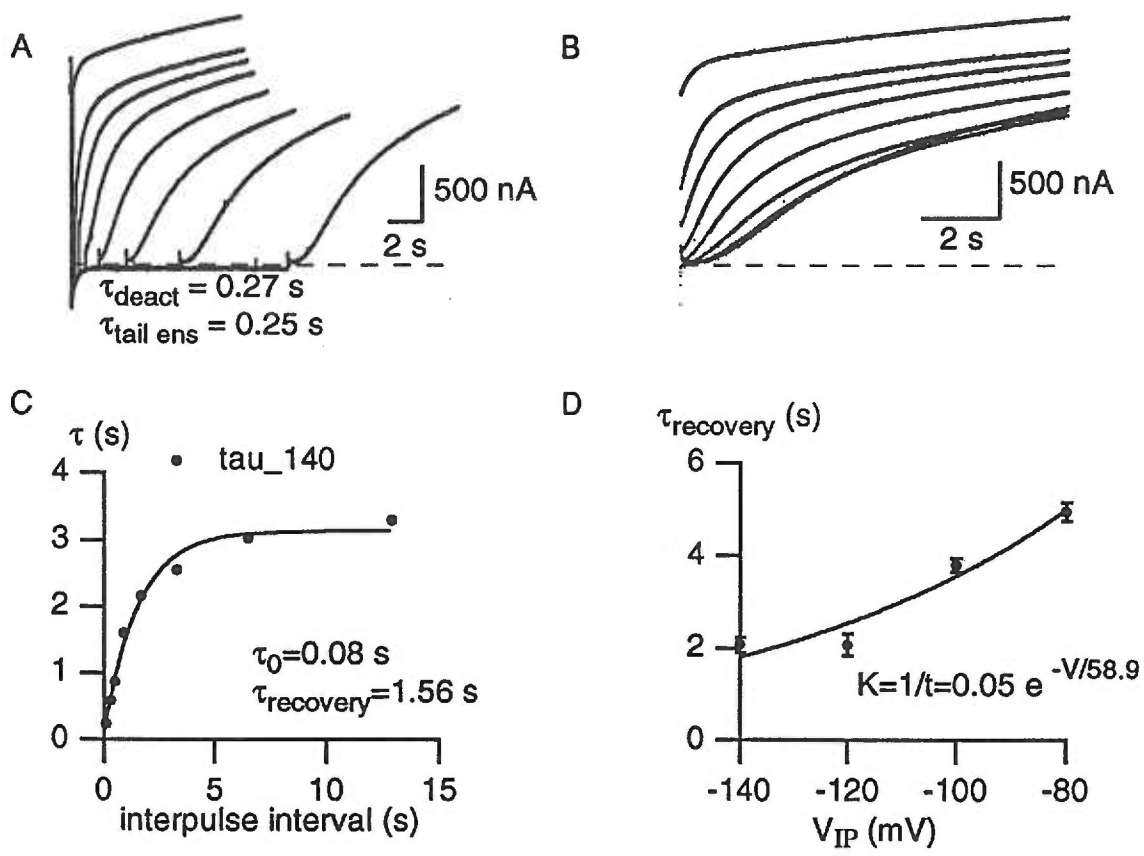 A
500 nA
2 s
τdeact = 0.27 s
τtail ens = 0.25 s
B
500 nA
2 s
C
τ (s)
tau_140
4
3
2
1
0
τ0=0.08 s
τrecovery=1.56 s
0 5 10 15
interpulse interval (s)
D
τrecovery (s)
6
4
2
0
K=1/t=0.05 e -V/58.9
-140 -120 -100 -80
VIP (mV)